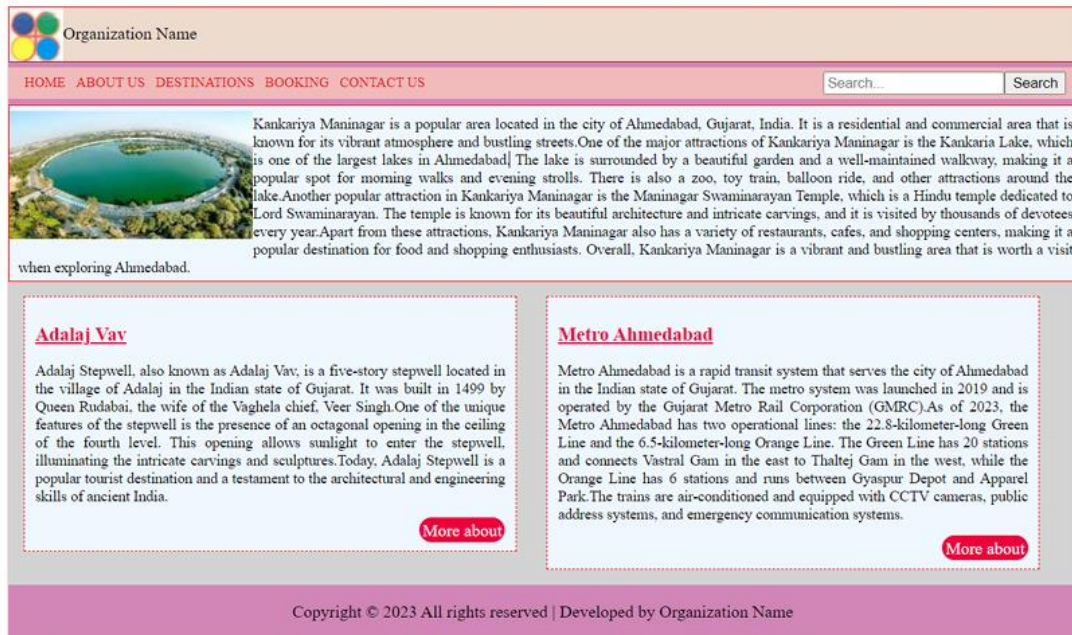 Organization Name
HOME ABOUT US DESTINATIONS BOOKING CONTACT US Search... Search
Kankariya Maninagar is a popular area located in the city of Ahmedabad, Gujarat, India. It is a residential and commercial area that is
known for its vibrant atmosphere and bustling streets.One of the major attractions of Kankariya Maninagar is the Kankaria Lake, which
is one of the largest lakes in Ahmedabad. The lake is surrounded by a beautiful garden and a well-maintained walkway, making it a
popular spot for morning walks and evening strolls. There is also a zoo, toy train, balloon ride, and other attractions around the
lake.Another popular attraction in Kankariya Maninagar is the Maninagar Swaminarayan Temple, which is a Hindu temple dedicated to
Lord Swaminarayan. The temple is known for its beautiful architecture and intricate carvings, and it is visited by thousands of devotees
every year.Apart from these attractions, Kankariya Maninagar also has a variety of restaurants, cafes, and shopping centers, making it a
popular destination for food and shopping enthusiasts. Overall, Kankariya Maninagar is a vibrant and bustling area that is worth a visit
when exploring Ahmedabad.
Adalaj Vav
Adalaj Stepwell, also known as Adalaj Vav, is a five-story stepwell located in
the village of Adalaj in the Indian state of Gujarat. It was built in 1499 by
Queen Rudabai, the wife of the Vaghela chief, Veer Singh.One of the unique
features of the stepwell is the presence of an octagonal opening in the ceiling
of the fourth level. This opening allows sunlight to enter the stepwell,
illuminating the intricate carvings and sculptures.Today, Adalaj Stepwell is a
popular tourist destination and a testament to the architectural and engineering
skills of ancient India.
More about
Metro Ahmedabad
Metro Ahmedabad is a rapid transit system that serves the city of Ahmedabad
in the Indian state of Gujarat. The metro system was launched in 2019 and is
operated by the Gujarat Metro Rail Corporation (GMRC).As of 2023, the
Metro Ahmedabad has two operational lines: the 22.8-kilometer-long Green
Line and the 6.5-kilometer-long Orange Line. The Green Line has 20 stations
and connects Vastral Gam in the east to Thaltej Gam in the west, while the
Orange Line has 6 stations and runs between Gyaspur Depot and Apparel
Park.The trains are air-conditioned and equipped with CCTV cameras, public
address systems, and emergency communication systems.
More about
Copyright © 2023 All rights reserved | Developed by Organization Name